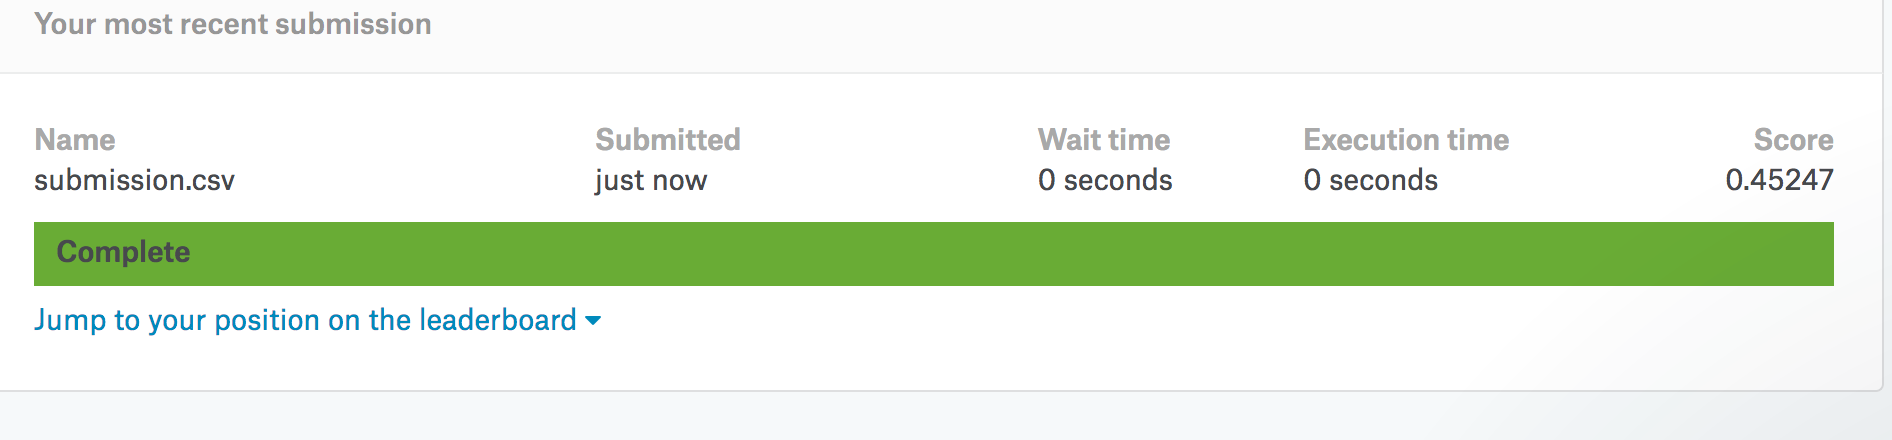 Your most recent submission
Name Submitted Wait time Execution time Score
submission.csv just now 0 seconds 0 seconds 0.45247
Complete
Jump to your position on the leaderboard